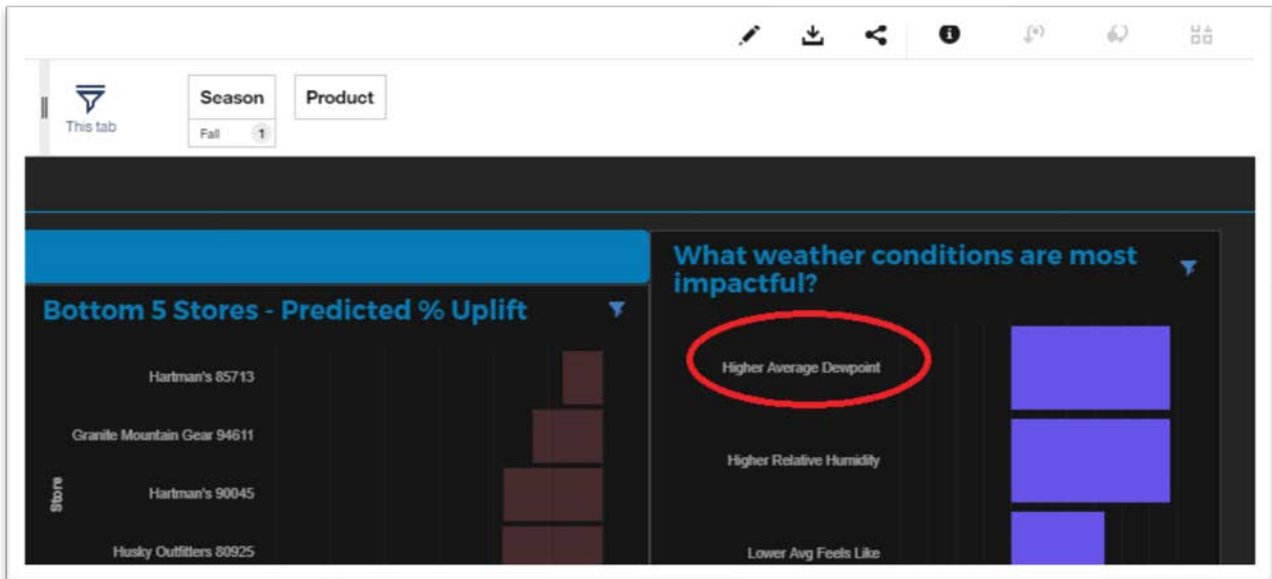 This tab
Season
Fall 1
Product
Bottom 5 Stores - Predicted % Uplift
Store
Hartman's 85713
Granite Mountain Gear 94611
Hartman's 90045
Husky Outfitters 80925
What weather conditions are most
impactful?
Higher Average Dewpoint
Higher Relative Humidity
Lower Avg Feels Like